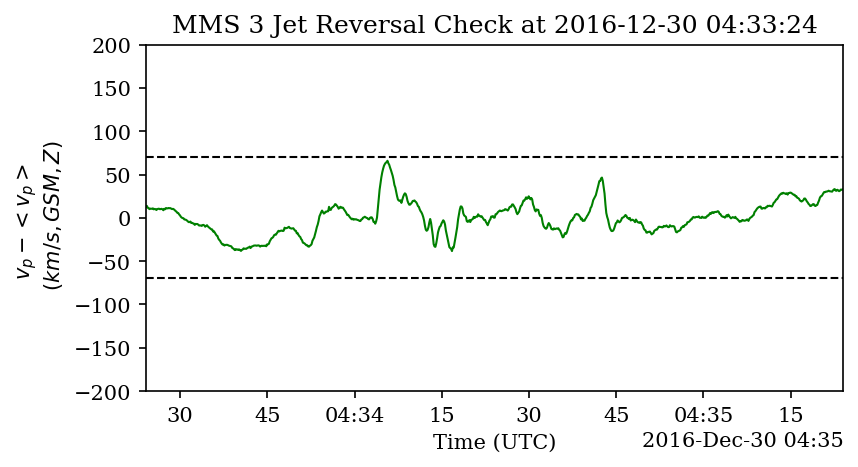 MMS 3 Jet Reversal Check at 2016-12-30 04:33:24
200
150
100
50
0
−50
−100
−150
−200
v_p − < v_p >
(km/s, GSM, Z)
30 45 04:34 15 30 45 04:35 15
Time (UTC)
2016-Dec-30 04:35